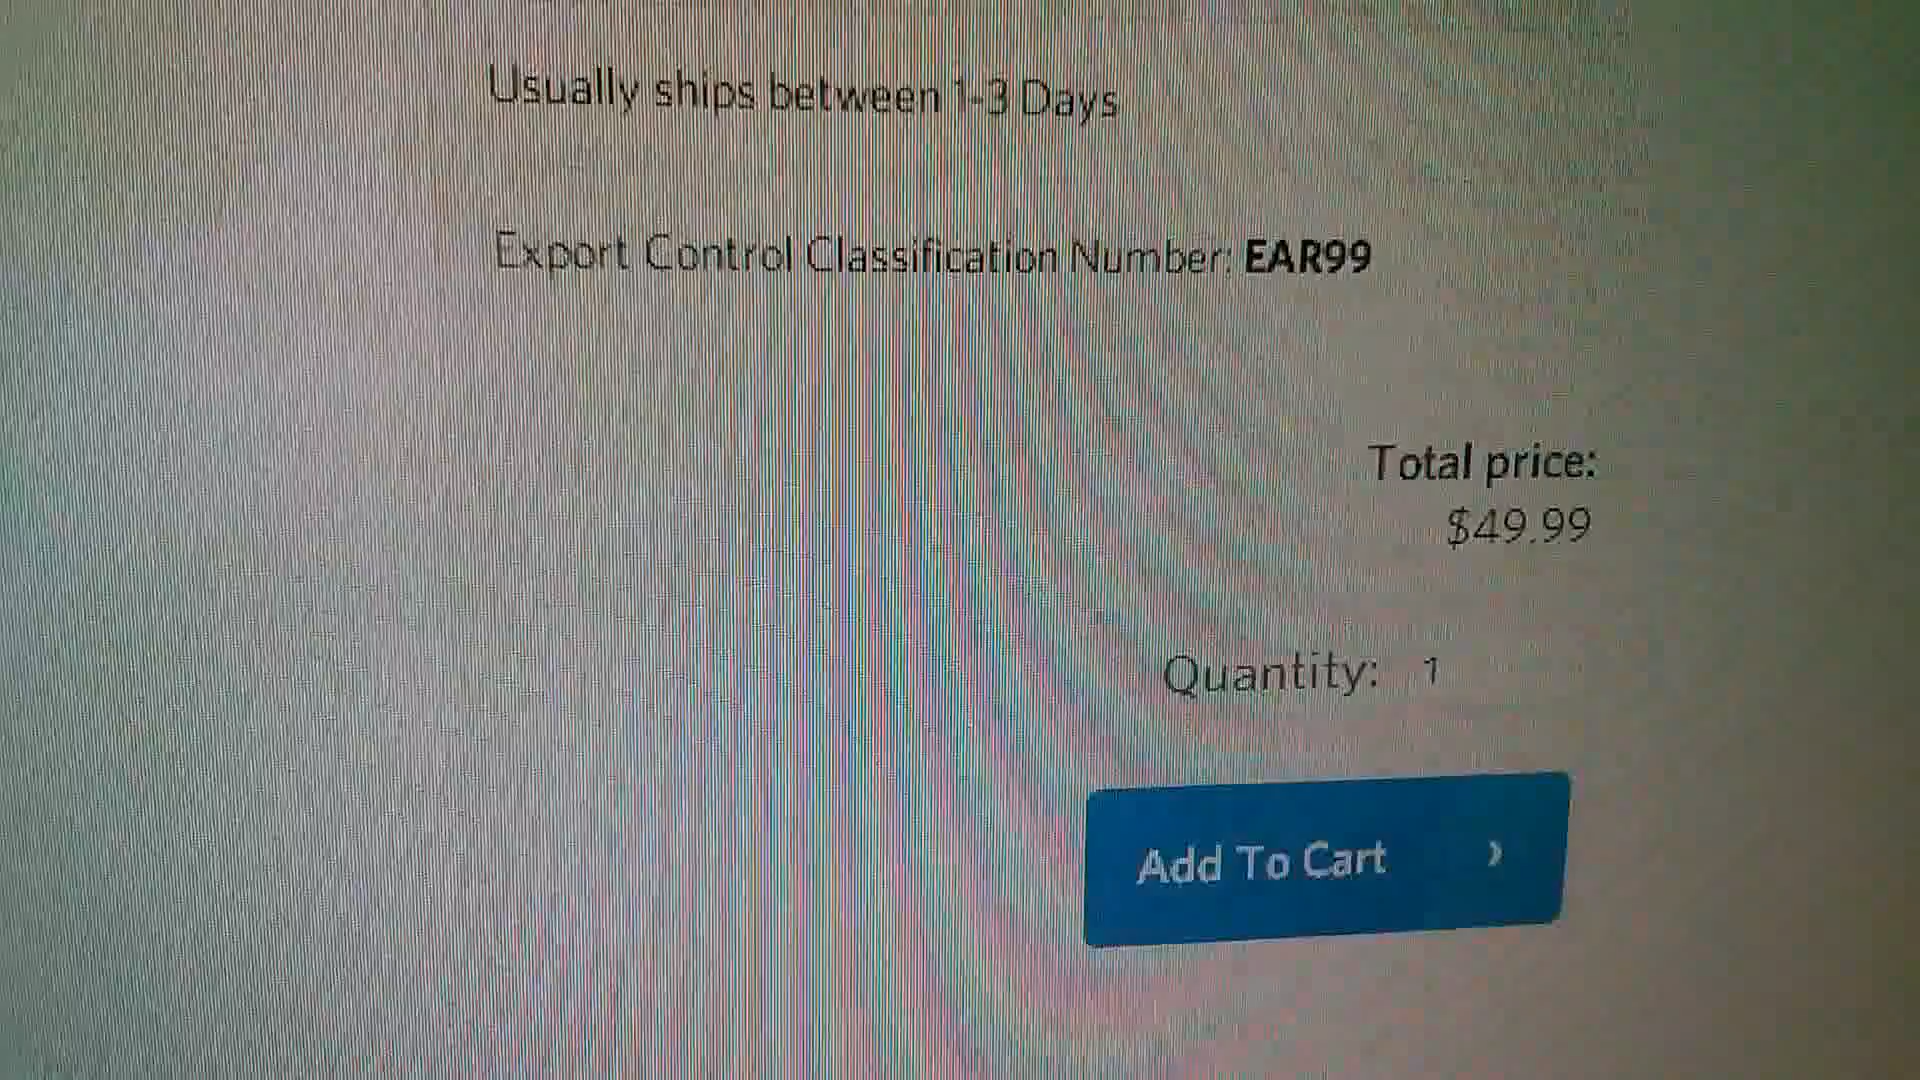 Usually ships between 1-3 Days
Export Control Classification Number: EAR99
Total price:
$49.99
Quantity: 1
Add To Cart ›